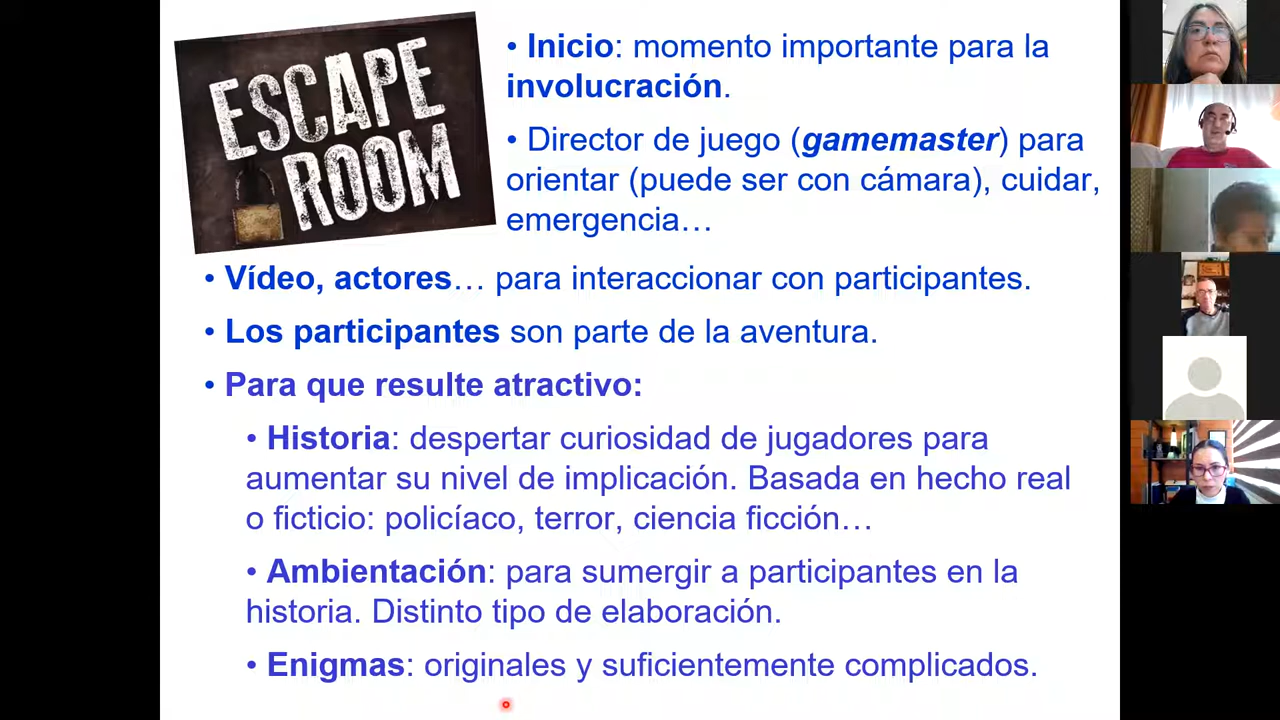 ESCAPE
ROOM
• Inicio: momento importante para la
involucración.
• Director de juego (gamemaster) para
orientar (puede ser con cámara), cuidar,
emergencia…
• Vídeo, actores… para interaccionar con participantes.
• Los participantes son parte de la aventura.
• Para que resulte atractivo:
• Historia: despertar curiosidad de jugadores para
aumentar su nivel de implicación. Basada en hecho real
o ficticio: policíaco, terror, ciencia ficción…
• Ambientación: para sumergir a participantes en la
historia. Distinto tipo de elaboración.
• Enigmas: originales y suficientemente complicados.